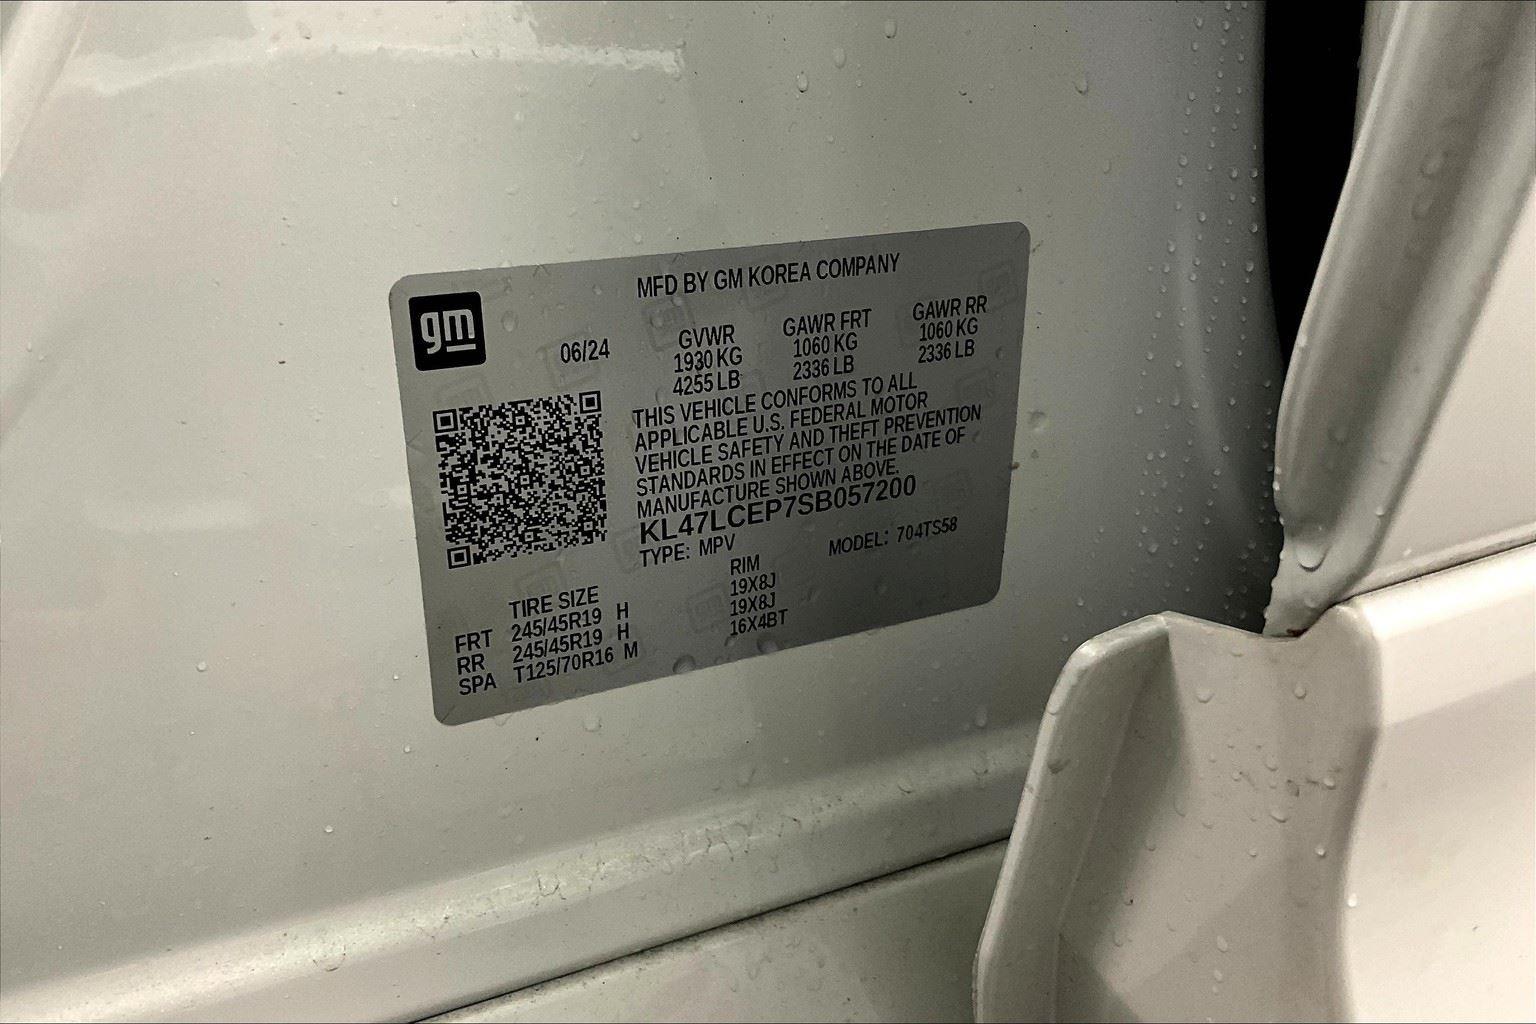 MFD BY GM KOREA COMPANY
gm
06/24
GVWR GAWR FRT GAWR RR
1930 KG 1060 KG 1060 KG
4255 LB 2336 LB 2336 LB
THIS VEHICLE CONFORMS TO ALL
APPLICABLE U.S. FEDERAL MOTOR
VEHICLE SAFETY AND THEFT PREVENTION
STANDARDS IN EFFECT ON THE DATE OF
MANUFACTURE SHOWN ABOVE.
KL47LCEP7SB057200
TYPE: MPV MODEL: 704TS58
TIRE SIZE RIM
FRT 245/45R19 H 19X8J
RR 245/45R19 H 19X8J
SPA T125/70R16 M 16X4BT